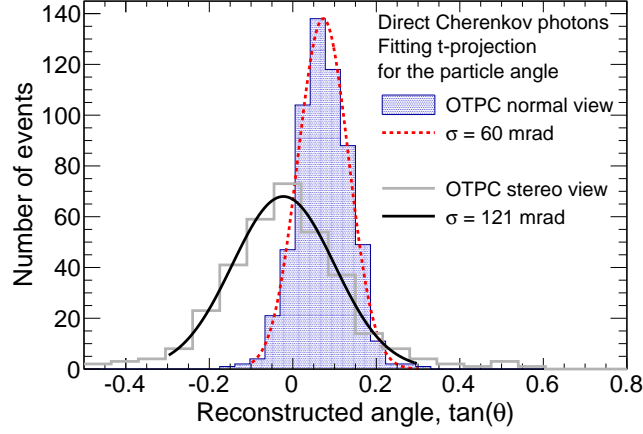 Direct Cherenkov photons
Fitting t-projection
for the particle angle
OTPC normal view
σ = 60 mrad
OTPC stereo view
σ = 121 mrad
Number of events
140
120
100
80
60
40
20
0
-0.4 -0.2 0 0.2 0.4 0.6 0.8
Reconstructed angle, tan(θ)